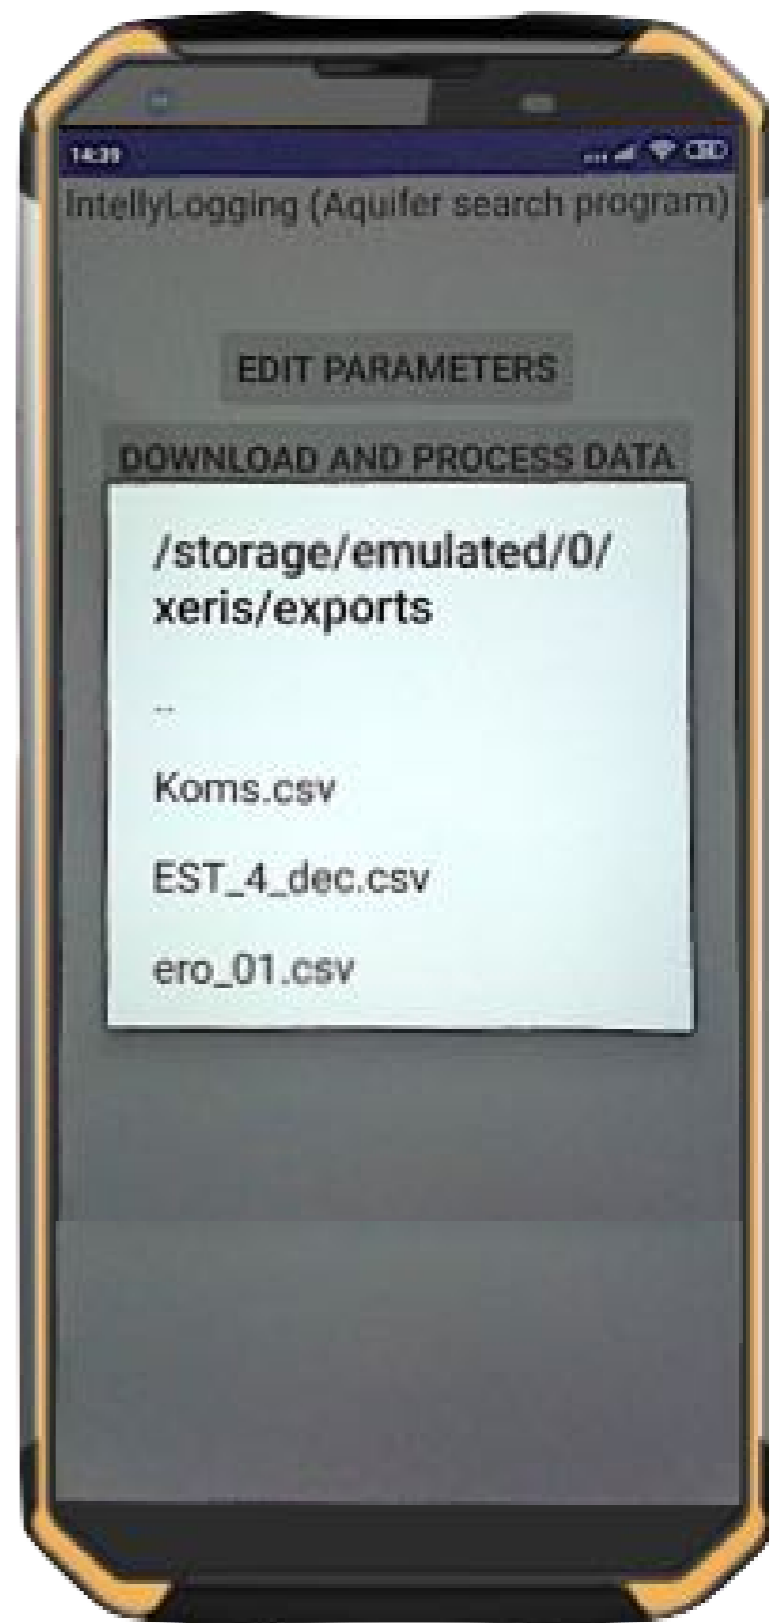 14:39
IntellyLogging (Aquifer search program)
EDIT PARAMETERS
DOWNLOAD AND PROCESS DATA
/storage/emulated/0/
xeris/exports
..
Koms.csv
EST_4_dec.csv
ero_01.csv